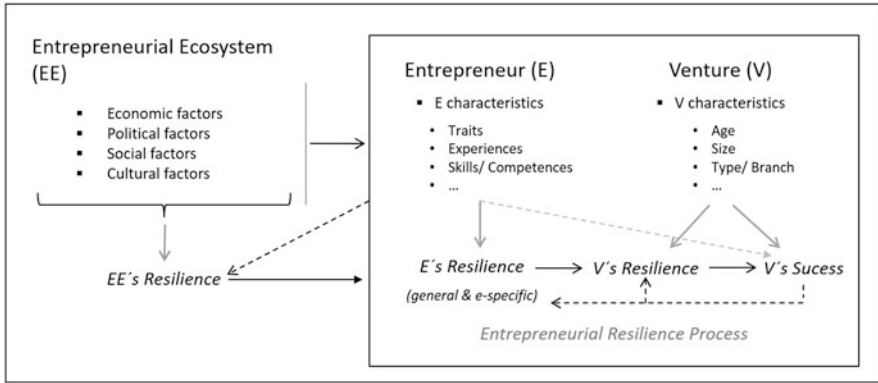 Entrepreneurial Ecosystem
(EE)
▪ Economic factors
▪ Political factors
▪ Social factors
▪ Cultural factors
EE´s Resilience
Entrepreneur (E)
▪ E characteristics
• Traits
• Experiences
• Skills/ Competences
• ...
Venture (V)
▪ V characteristics
• Age
• Size
• Type/ Branch
• ...
E´s Resilience
(general & e-specific)
V´s Resilience
V´s Sucess
Entrepreneurial Resilience Process